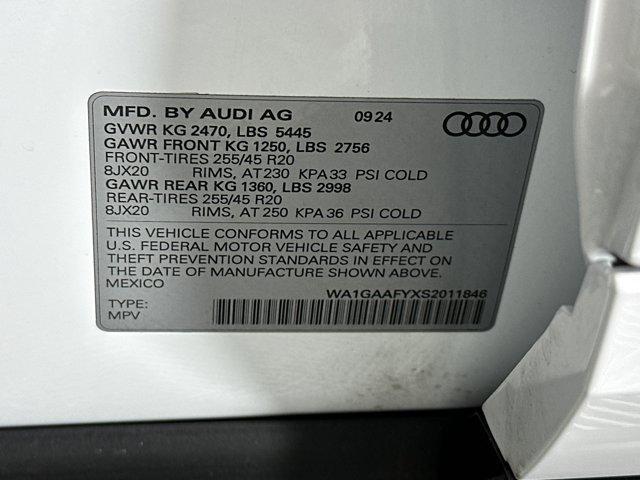 MFD. BY AUDI AG 09 24
GVWR KG 2470, LBS 5445
GAWR FRONT KG 1250, LBS 2756
FRONT-TIRES 255/45 R20
8JX20 RIMS, AT 230 KPA 33 PSI COLD
GAWR REAR KG 1360, LBS 2998
REAR-TIRES 255/45 R20
8JX20 RIMS, AT 250 KPA 36 PSI COLD
THIS VEHICLE CONFORMS TO ALL APPLICABLE
U.S. FEDERAL MOTOR VEHICLE SAFETY AND
THEFT PREVENTION STANDARDS IN EFFECT ON
THE DATE OF MANUFACTURE SHOWN ABOVE.
MEXICO
WA1GAAFYXS2011846
TYPE:
MPV